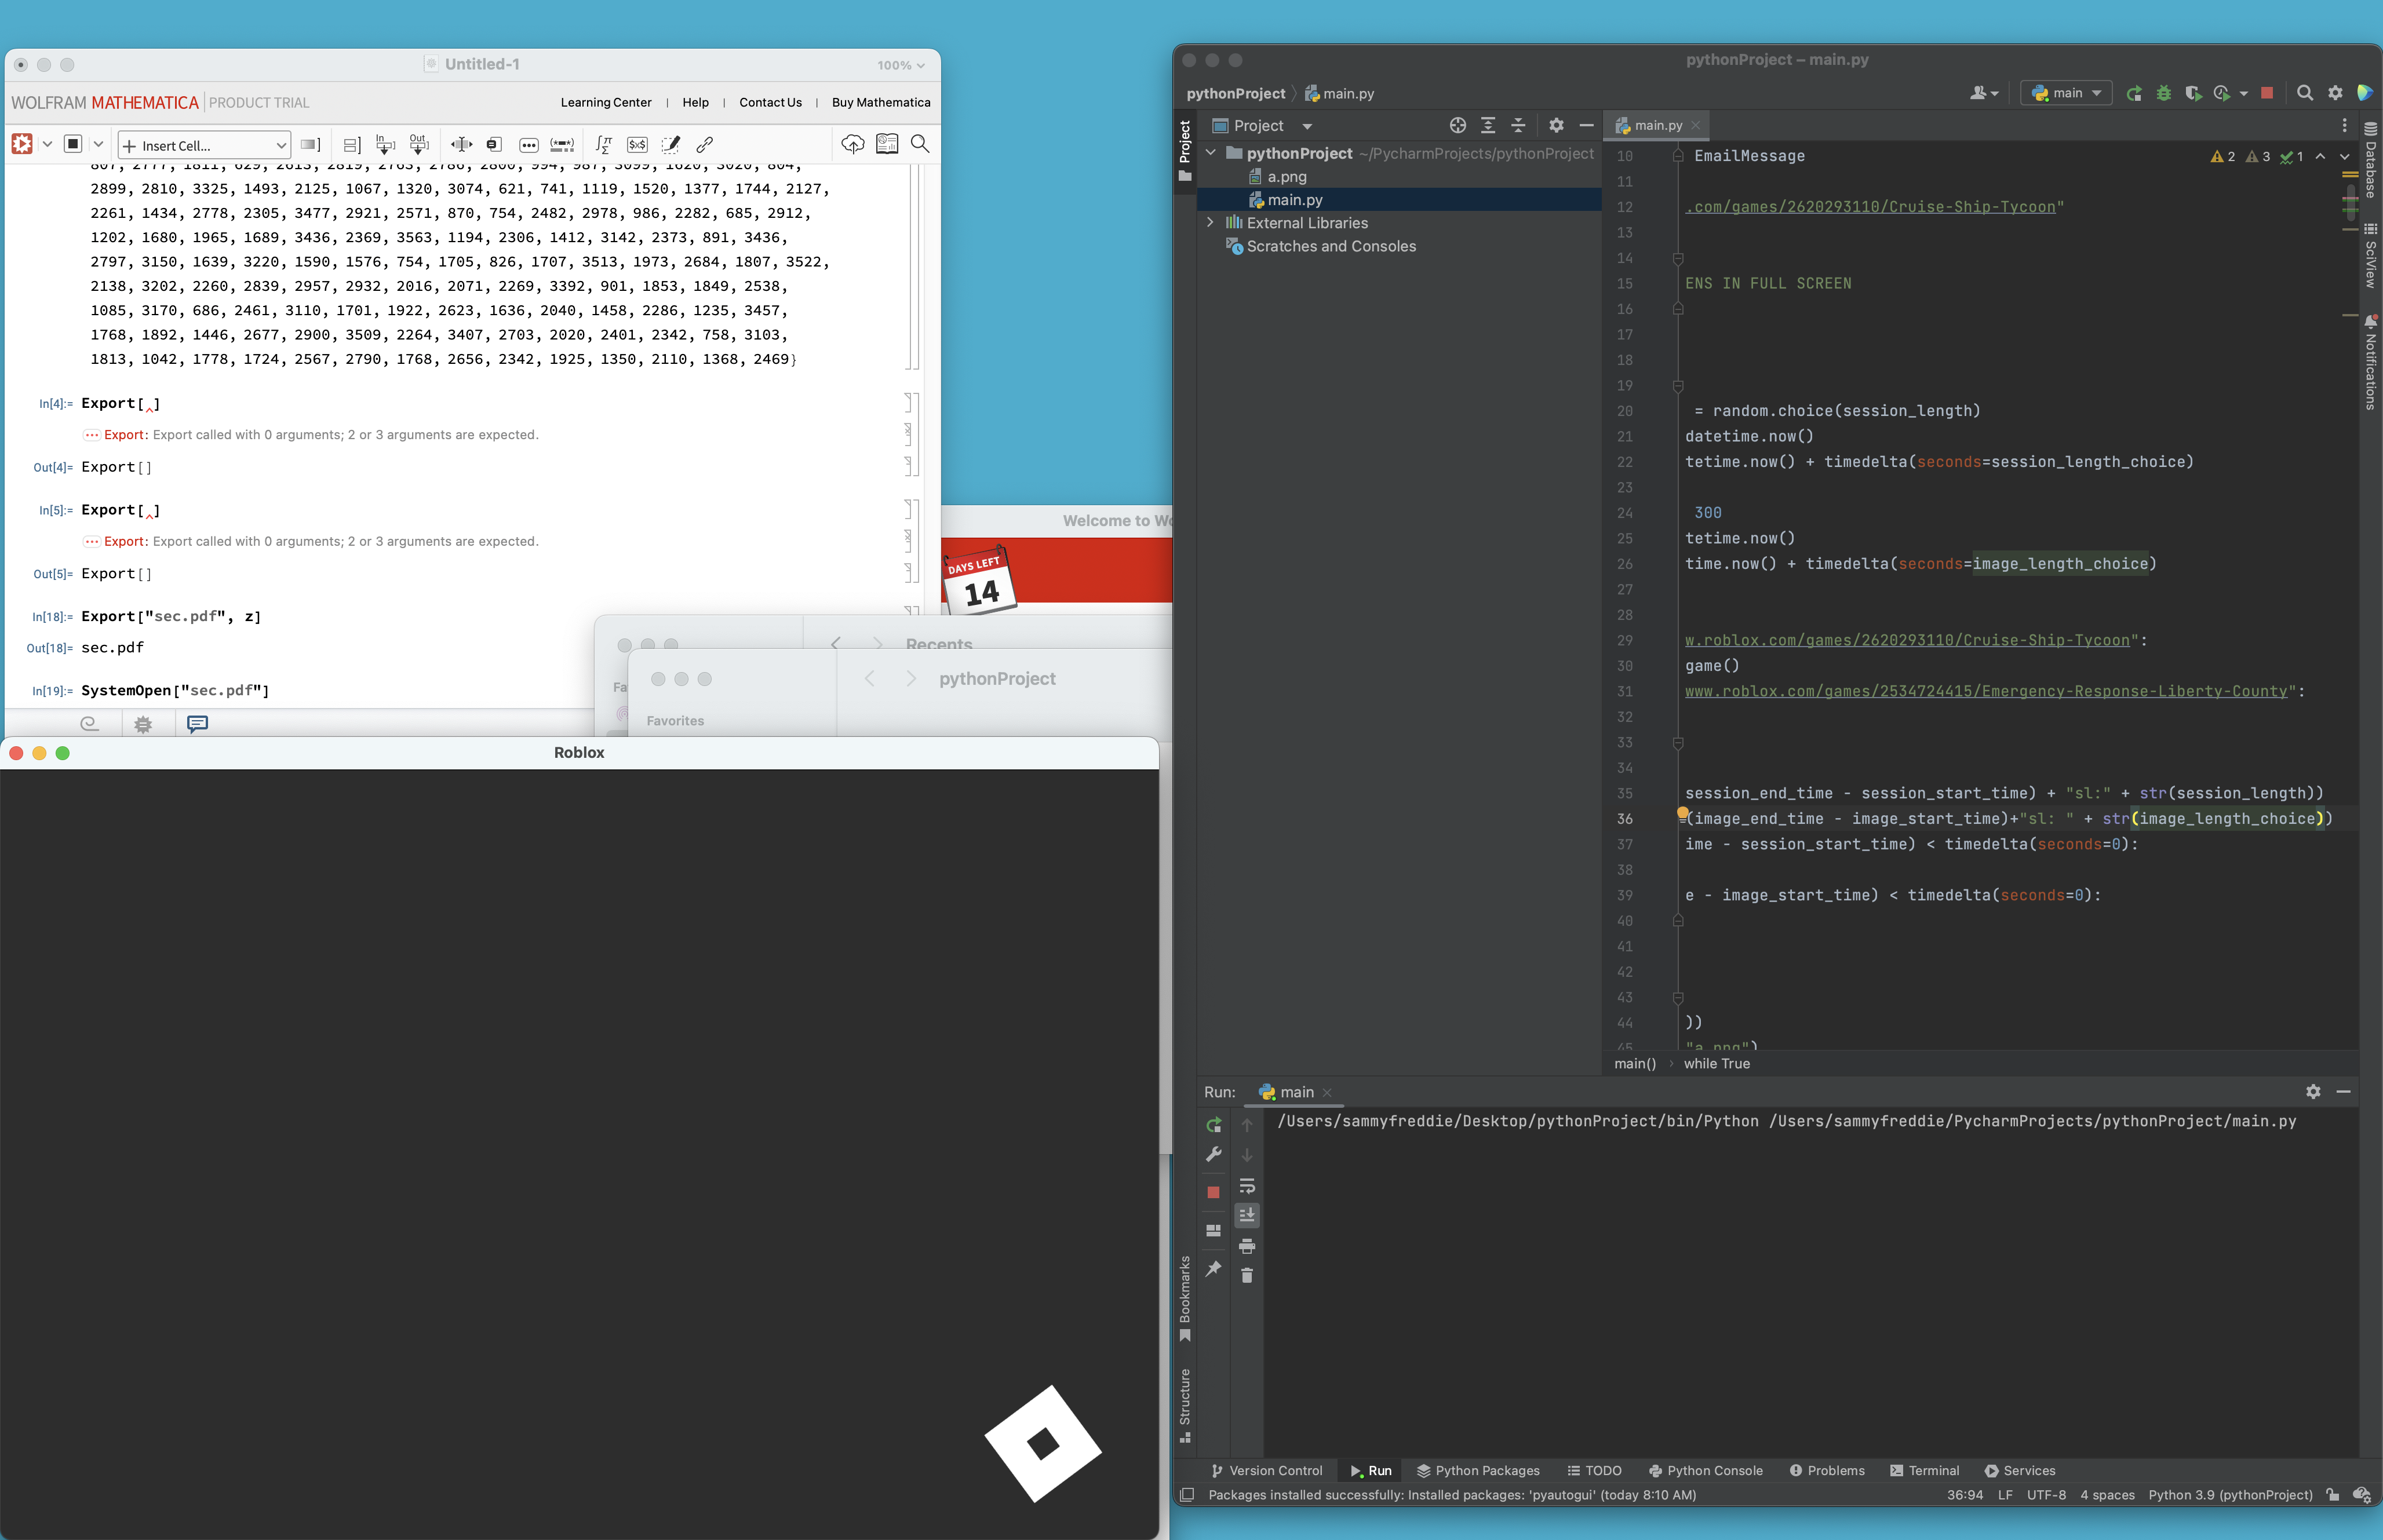 Untitled-1
100%
WOLFRAM MATHEMATICA PRODUCT TRIAL
Learning Center | Help | Contact Us | Buy Mathematica
Insert Cell...
In
Out
807, 2777, 1811, 629, 2613, 2819, 2763, 2786, 2800, 994, 987, 3099, 1620, 3020, 804,
2899, 2810, 3325, 1493, 2125, 1067, 1320, 3074, 621, 741, 1119, 1520, 1377, 1744, 2127,
2261, 1434, 2778, 2305, 3477, 2921, 2571, 870, 754, 2482, 2978, 986, 2282, 685, 2912,
1202, 1680, 1965, 1689, 3436, 2369, 3563, 1194, 2306, 1412, 3142, 2373, 891, 3436,
2797, 3150, 1639, 3220, 1590, 1576, 754, 1705, 826, 1707, 3513, 1973, 2684, 1807, 3522,
2138, 3202, 2260, 2839, 2957, 2932, 2016, 2071, 2269, 3392, 901, 1853, 1849, 2538,
1085, 3170, 686, 2461, 3110, 1701, 1922, 2623, 1636, 2040, 1458, 2286, 1235, 3457,
1768, 1892, 1446, 2677, 2900, 3509, 2264, 3407, 2703, 2020, 2401, 2342, 758, 3103,
1813, 1042, 1778, 1724, 2567, 2790, 1768, 2656, 2342, 1925, 1350, 2110, 1368, 2469}
In[4]:= Export[ ]
Export: Export called with 0 arguments; 2 or 3 arguments are expected.
Out[4]= Export[]
In[5]:= Export[ ]
Export: Export called with 0 arguments; 2 or 3 arguments are expected.
Out[5]= Export[]
In[18]:= Export["sec.pdf", z]
Out[18]= sec.pdf
In[19]:= SystemOpen["sec.pdf"]
Welcome to Wo
DAYS LEFT
14
Recents
Fa
pythonProject
Favorites
Roblox
pythonProject – main.py
pythonProject main.py
main
Project
Project
main.py
pythonProject ~/PycharmProjects/pythonProject
a.png
main.py
External Libraries
Scratches and Consoles
2 3 1
10 EmailMessage
11
12 .com/games/2620293110/Cruise-Ship-Tycoon"
13
14
15 ENS IN FULL SCREEN
16
17
18
19
20 = random.choice(session_length)
21 datetime.now()
22 tetime.now() + timedelta(seconds=session_length_choice)
23
24 300
25 tetime.now()
26 time.now() + timedelta(seconds=image_length_choice)
27
28
29 w.roblox.com/games/2620293110/Cruise-Ship-Tycoon":
30 game()
31 www.roblox.com/games/2534724415/Emergency-Response-Liberty-County":
32
33
34
35 session_end_time - session_start_time) + "sl:" + str(session_length))
36 (image_end_time - image_start_time)+"sl: " + str(image_length_choice))
37 ime - session_start_time) < timedelta(seconds=0):
38
39 e - image_start_time) < timedelta(seconds=0):
40
41
42
43
44 ))
45 "a.png")
main() › while True
Database
SciView
Notifications
Run: main
/Users/sammyfreddie/Desktop/pythonProject/bin/Python /Users/sammyfreddie/PycharmProjects/pythonProject/main.py
Bookmarks
Structure
Version Control Run Python Packages TODO Python Console Problems Terminal Services
Packages installed successfully: Installed packages: 'pyautogui' (today 8:10 AM) 36:94 LF UTF-8 4 spaces Python 3.9 (pythonProject)